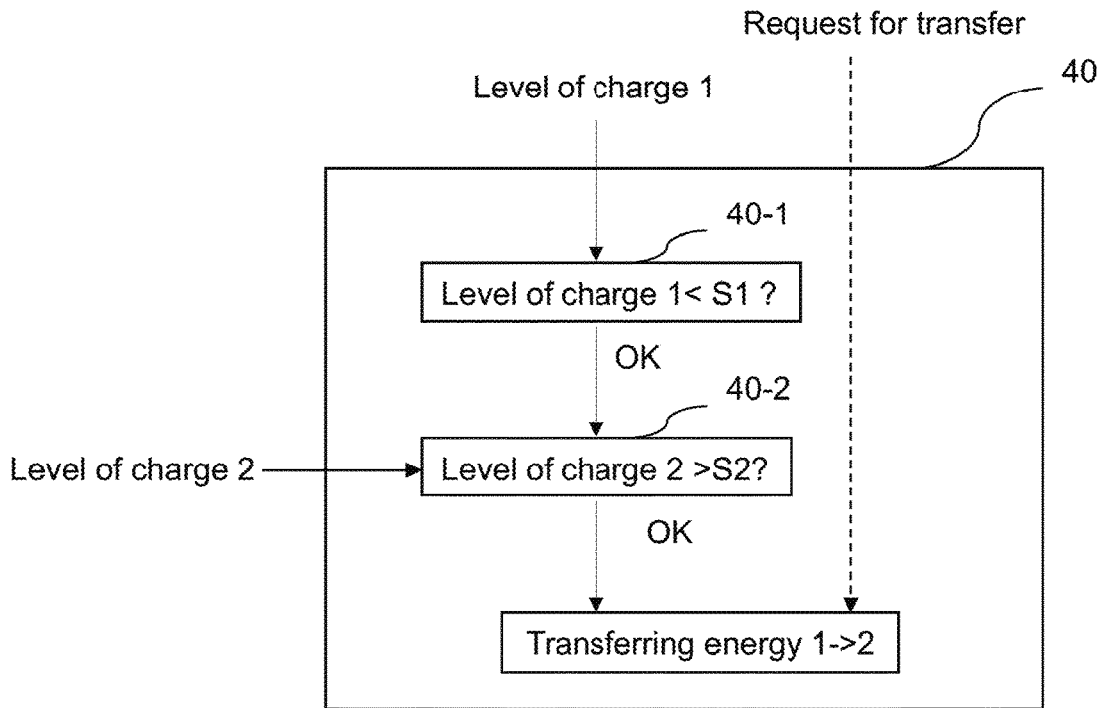 Request for transfer
40
Level of charge 1
40-1
Level of charge 1< S1 ?
OK
40-2
Level of charge 2
Level of charge 2 >S2?
OK
Transferring energy 1->2